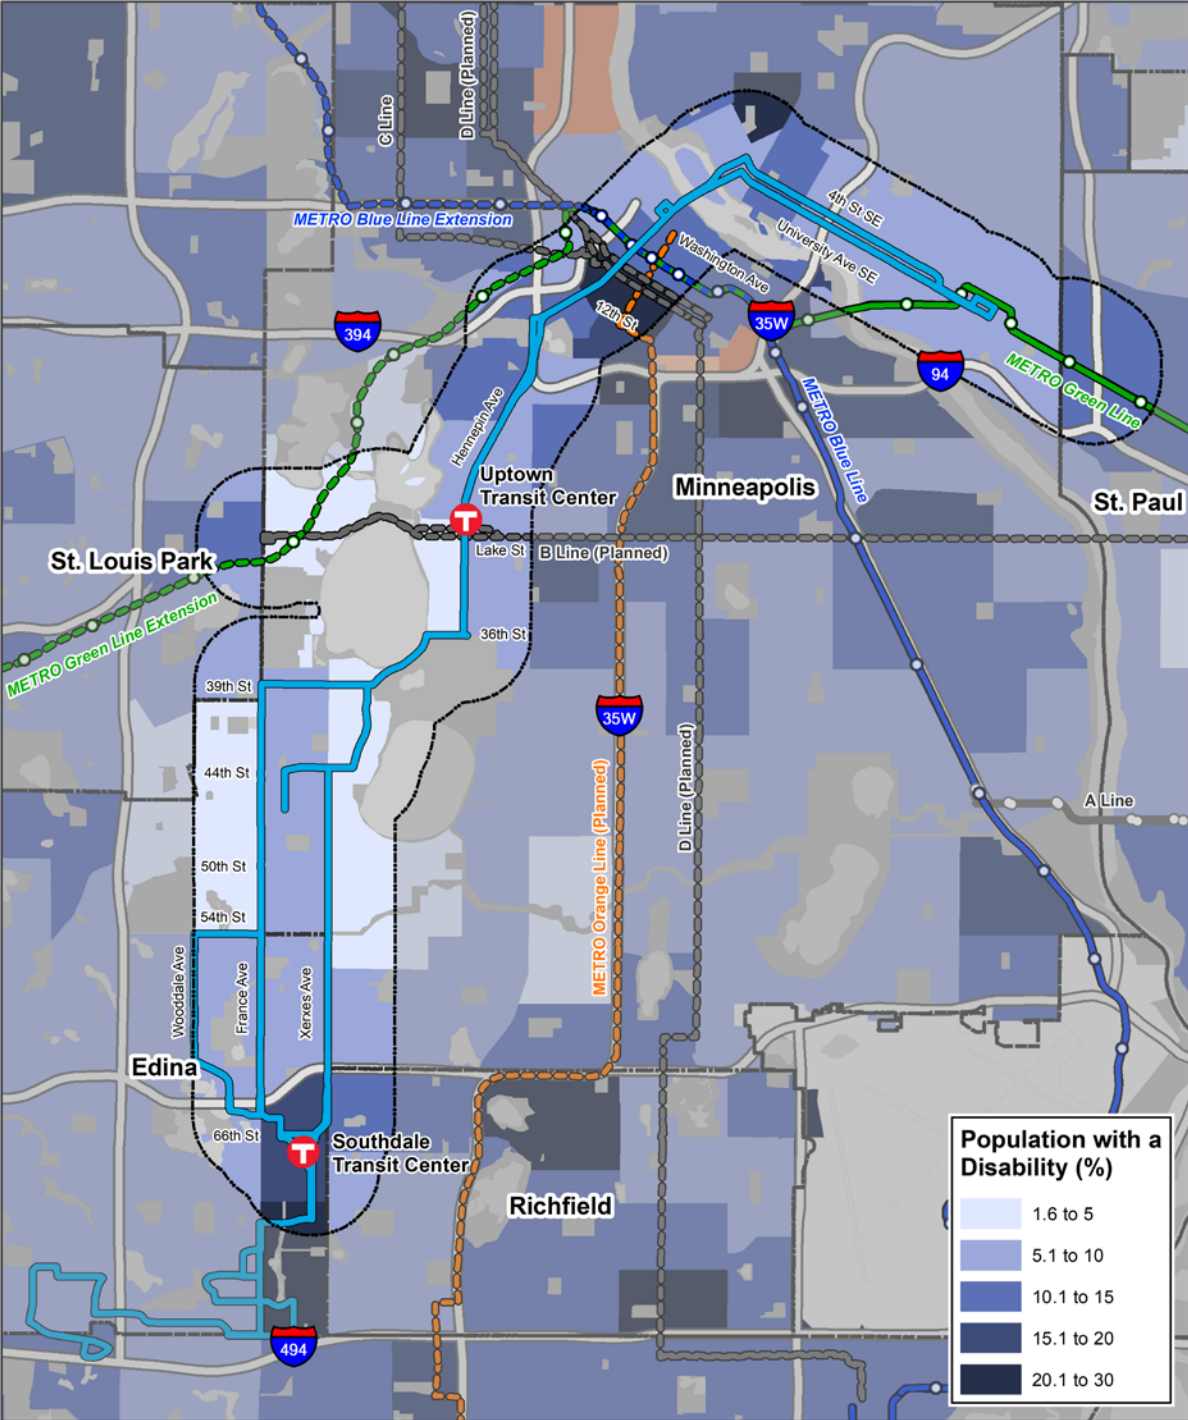 C Line
D Line (Planned)
METRO Blue Line Extension
4th St SE
University Ave SE
Washington Ave
12th St
394
35W
94
METRO Green Line
METRO Blue Line
Hennepin Ave
Uptown
Transit Center
Minneapolis
St. Paul
Lake St
B Line (Planned)
St. Louis Park
METRO Green Line Extension
36th St
39th St
35W
44th St
D Line (Planned)
METRO Orange Line (Planned)
A Line
50th St
54th St
Wooddale Ave
France Ave
Xerxes Ave
Edina
66th St
Southdale
Transit Center
Richfield
494
Population with a
Disability (%)
1.6 to 5
5.1 to 10
10.1 to 15
15.1 to 20
20.1 to 30